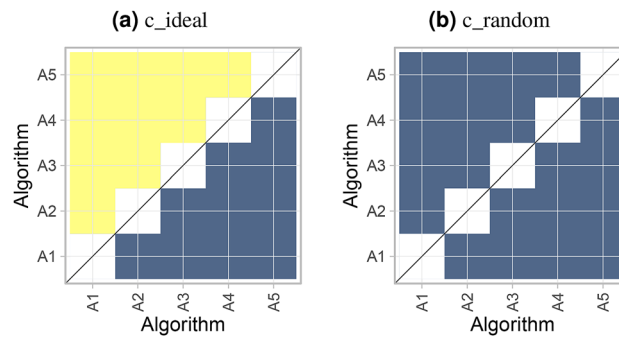 (a) c_ideal
(b) c_random
Algorithm
A5
A4
A3
A2
A1
A1 A2 A3 A4 A5
Algorithm
Algorithm
A5
A4
A3
A2
A1
A1 A2 A3 A4 A5
Algorithm